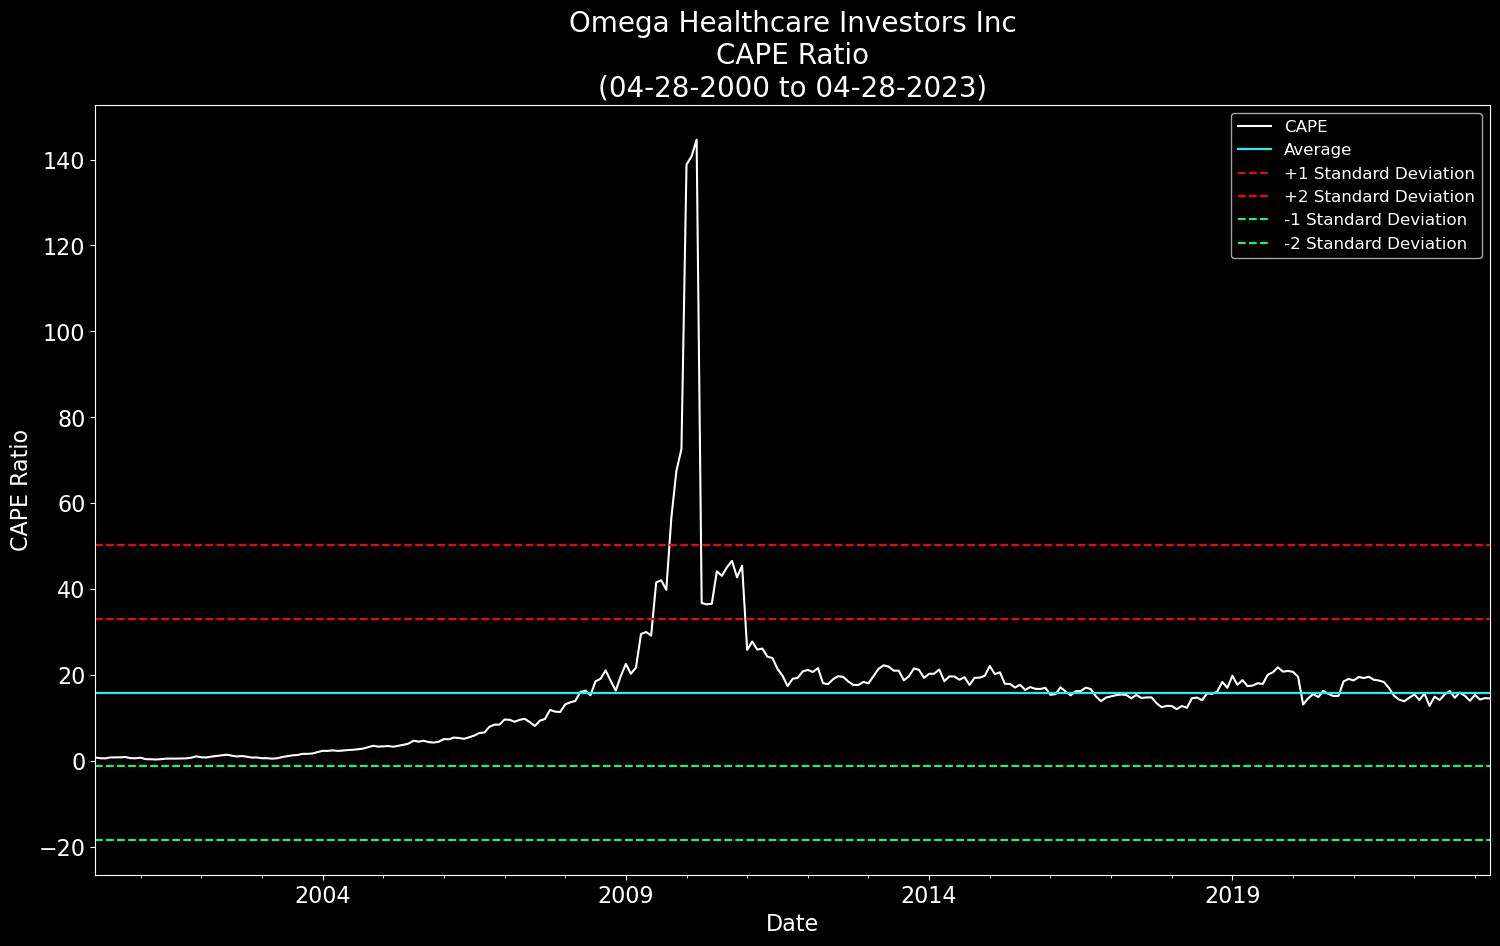 Omega Healthcare Investors Inc
CAPE Ratio
(04-28-2000 to 04-28-2023)
CAPE
Average
+1 Standard Deviation
+2 Standard Deviation
-1 Standard Deviation
-2 Standard Deviation
140
120
100
80
60
40
20
0
−20
CAPE Ratio
2004
2009
2014
2019
Date